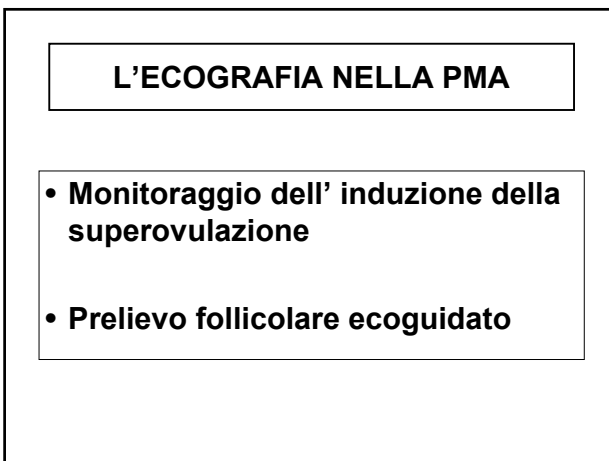 L’ECOGRAFIA NELLA PMA
• Monitoraggio dell’ induzione della
superovulazione
• Prelievo follicolare ecoguidato